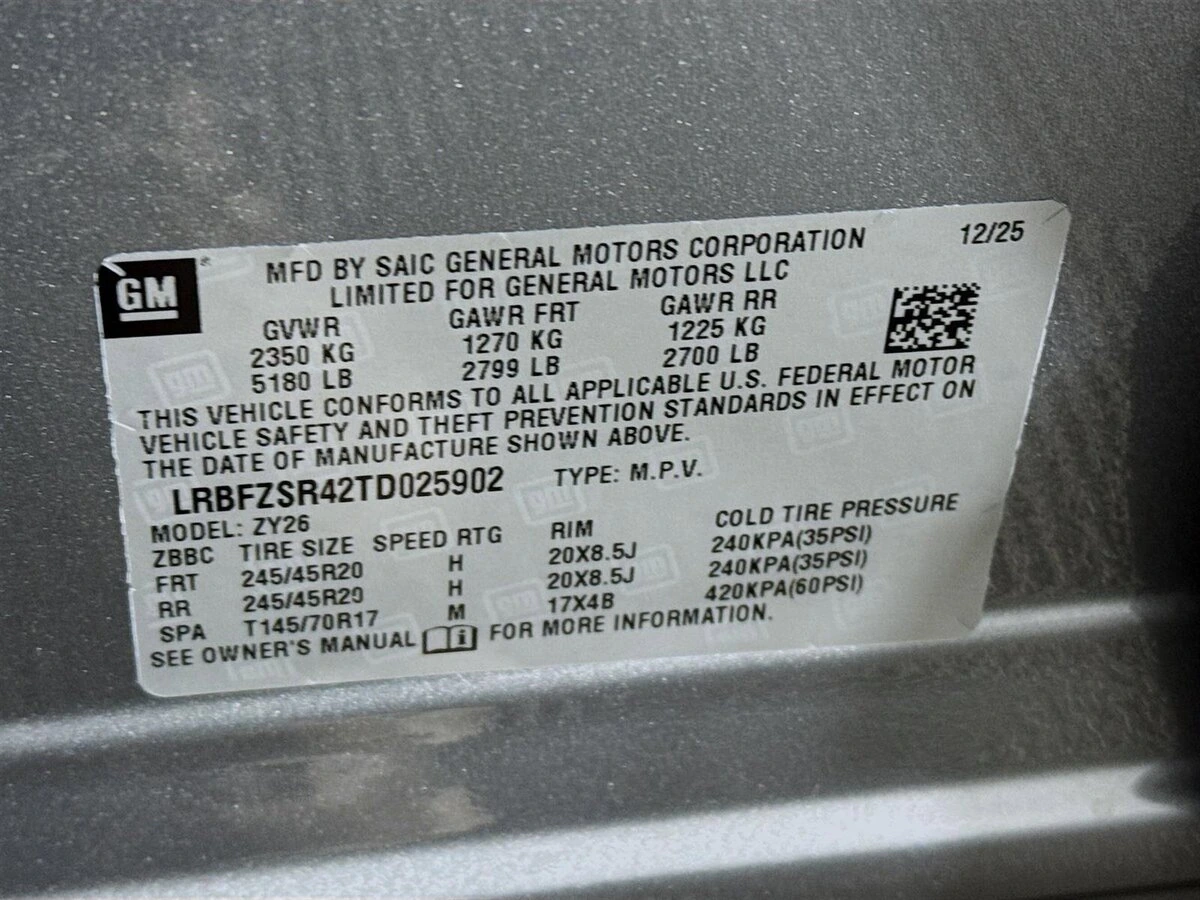 GM ®
MFD BY SAIC GENERAL MOTORS CORPORATION 12/25
LIMITED FOR GENERAL MOTORS LLC
GVWR GAWR FRT GAWR RR
2350 KG 1270 KG 1225 KG
5180 LB 2799 LB 2700 LB
THIS VEHICLE CONFORMS TO ALL APPLICABLE U.S. FEDERAL MOTOR
VEHICLE SAFETY AND THEFT PREVENTION STANDARDS IN EFFECT ON
THE DATE OF MANUFACTURE SHOWN ABOVE.
LRBFZSR42TD025902 TYPE: M.P.V.
MODEL: ZY26
ZBBC TIRE SIZE SPEED RTG RIM COLD TIRE PRESSURE
FRT 245/45R20 H 20X8.5J 240KPA(35PSI)
RR 245/45R20 H 20X8.5J 240KPA(35PSI)
SPA T145/70R17 M 17X4B 420KPA(60PSI)
SEE OWNER'S MANUAL i FOR MORE INFORMATION.